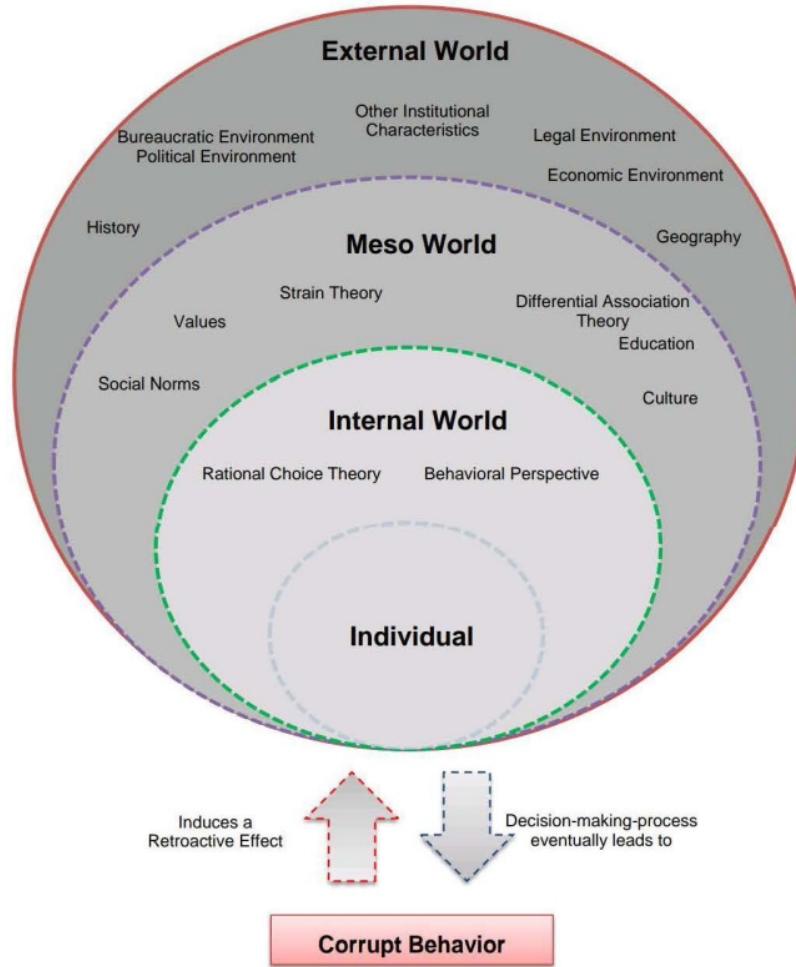 External World
Other Institutional
Characteristics
Bureaucratic Environment
Political Environment
Legal Environment
Economic Environment
History
Geography
Meso World
Strain Theory
Differential Association
Theory
Values
Education
Social Norms
Culture
Internal World
Rational Choice Theory
Behavioral Perspective
Individual
Induces a
Retroactive Effect
Decision-making-process
eventually leads to
Corrupt Behavior